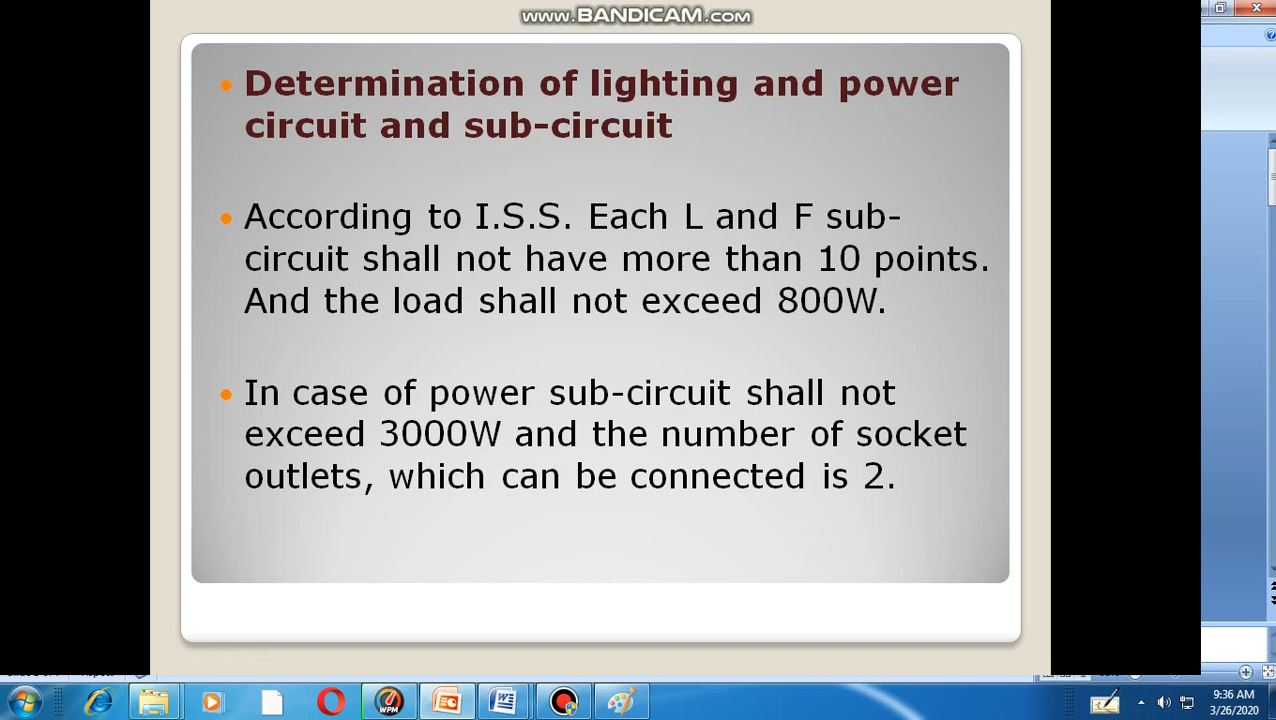 www.BANDICAM.com
Determination of lighting and power
circuit and sub-circuit
According to I.S.S. Each L and F sub-
circuit shall not have more than 10 points.
And the load shall not exceed 800W.
In case of power sub-circuit shall not
exceed 3000W and the number of socket
outlets, which can be connected is 2.
WPM
9:36 AM
3/26/2020